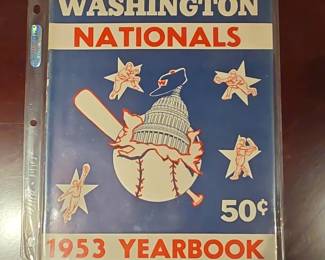 WASHINGTON
NATIONALS
50¢
1953 YEARBOOK